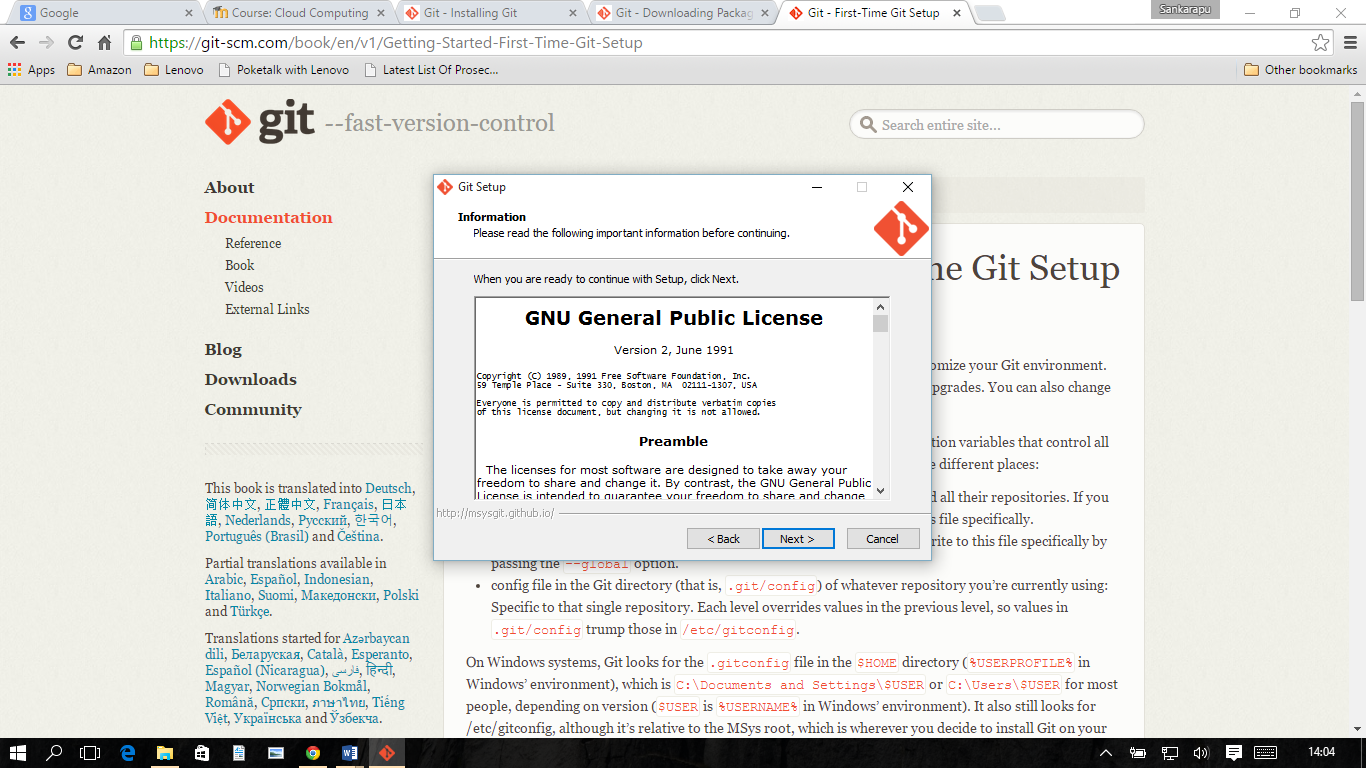 Google
Course: Cloud Computing
Git - Installing Git
Git - Downloading Packag
Git - First-Time Git Setup
Sankarapu
https://git-scm.com/book/en/v1/Getting-Started-First-Time-Git-Setup
Apps
Amazon
Lenovo
Poketalk with Lenovo
Latest List Of Prosec...
Other bookmarks
git --fast-version-control
Search entire site...
About
Documentation
Reference
Book
Videos
External Links
Blog
Downloads
Community
This book is translated into Deutsch,
简体中文, 正體中文, Français, 日本
語, Nederlands, Русский, 한국어,
Português (Brasil) and Čeština.
Partial translations available in
Arabic, Español, Indonesian,
Italiano, Suomi, Македонски, Polski
and Türkçe.
Translations started for Azərbaycan
dili, Беларуская, Català, Esperanto,
Español (Nicaragua), فارسی, हिन्दी,
Magyar, Norwegian Bokmål,
Română, Српски, ภาษาไทย, Tiếng
Việt, Українська and Ўзбекча.
Git Setup
Information
Please read the following important information before continuing.
When you are ready to continue with Setup, click Next.
GNU General Public License
Version 2, June 1991
Copyright (C) 1989, 1991 Free Software Foundation, Inc.
59 Temple Place - Suite 330, Boston, MA 02111-1307, USA
Everyone is permitted to copy and distribute verbatim copies
of this license document, but changing it is not allowed.
Preamble
The licenses for most software are designed to take away your
freedom to share and change it. By contrast, the GNU General Public
License is intended to guarantee your freedom to share and change
http://msysgit.github.io/
< Back
Next >
Cancel
me Git Setup
omize your Git environment.
pgrades. You can also change
tion variables that control all
e different places:
d all their repositories. If you
s file specifically.
rite to this file specifically by
passing the --global option.
• config file in the Git directory (that is, .git/config) of whatever repository you’re currently using:
Specific to that single repository. Each level overrides values in the previous level, so values in
.git/config trump those in /etc/gitconfig.
On Windows systems, Git looks for the .gitconfig file in the $HOME directory (%USERPROFILE% in
Windows’ environment), which is C:\Documents and Settings\$USER or C:\Users\$USER for most
people, depending on version ($USER is %USERNAME% in Windows’ environment). It also still looks for
/etc/gitconfig, although it’s relative to the MSys root, which is wherever you decide to install Git on your
14:04